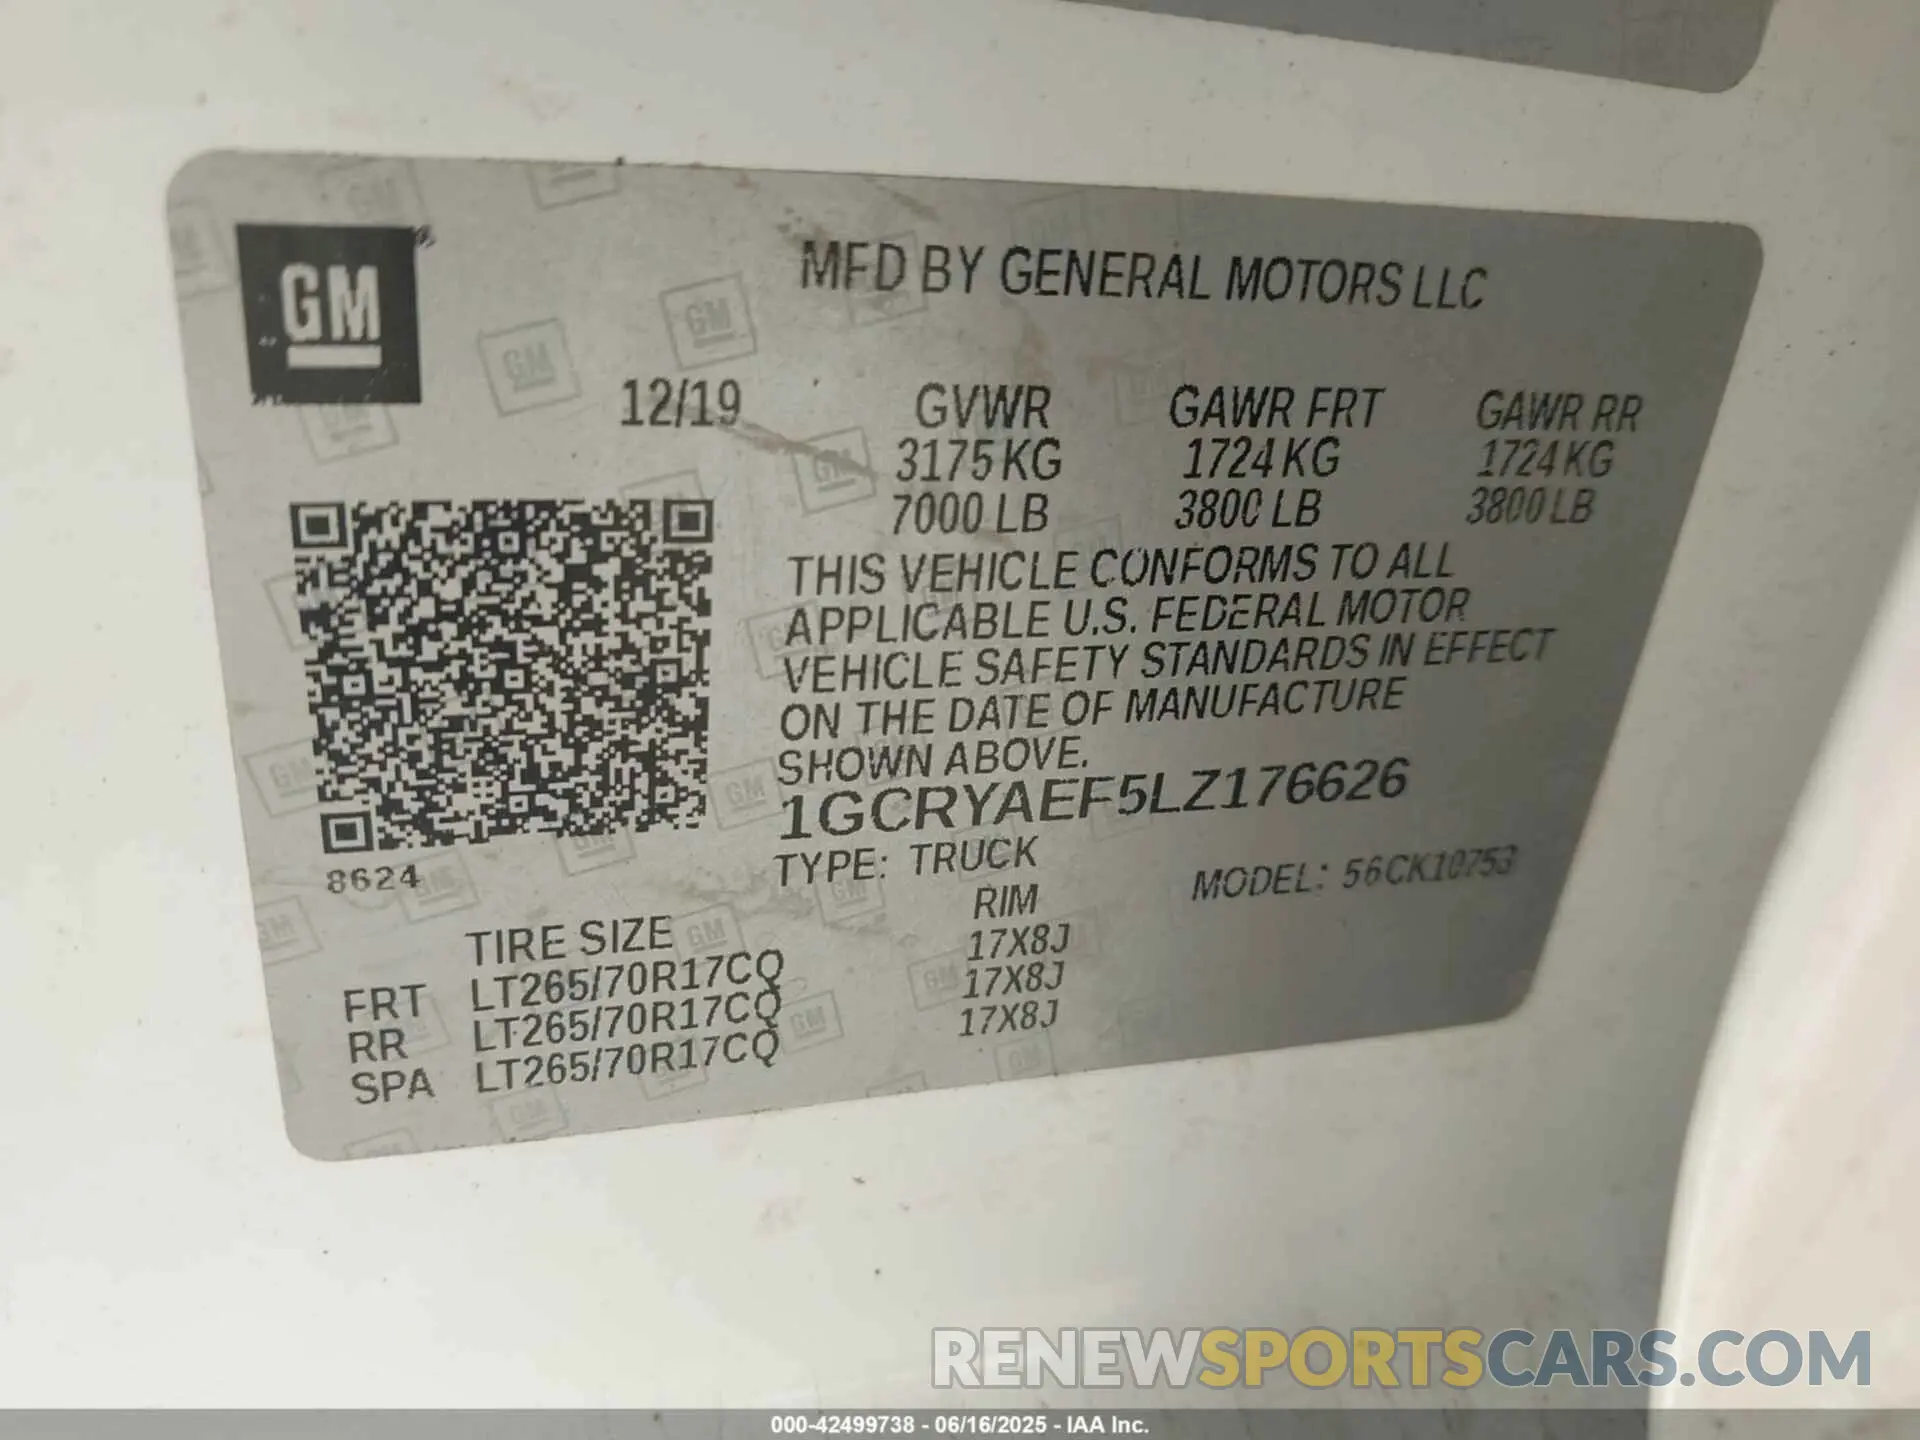 GM
MFD BY GENERAL MOTORS LLC
12/19 GVWR GAWR FRT GAWR RR
3175 KG 1724 KG 1724 KG
7000 LB 3800 LB 3800 LB
THIS VEHICLE CONFORMS TO ALL
APPLICABLE U.S. FEDERAL MOTOR
VEHICLE SAFETY STANDARDS IN EFFECT
ON THE DATE OF MANUFACTURE
SHOWN ABOVE.
1GCRYAEF5LZ176626
8624 TYPE: TRUCK MODEL: 56CK10753
TIRE SIZE RIM
FRT LT265/70R17CQ 17X8J
RR LT265/70R17CQ 17X8J
SPA LT265/70R17CQ 17X8J
RENEWSPORTSCARS.COM
000-42499738 - 06/16/2025 - IAA Inc.